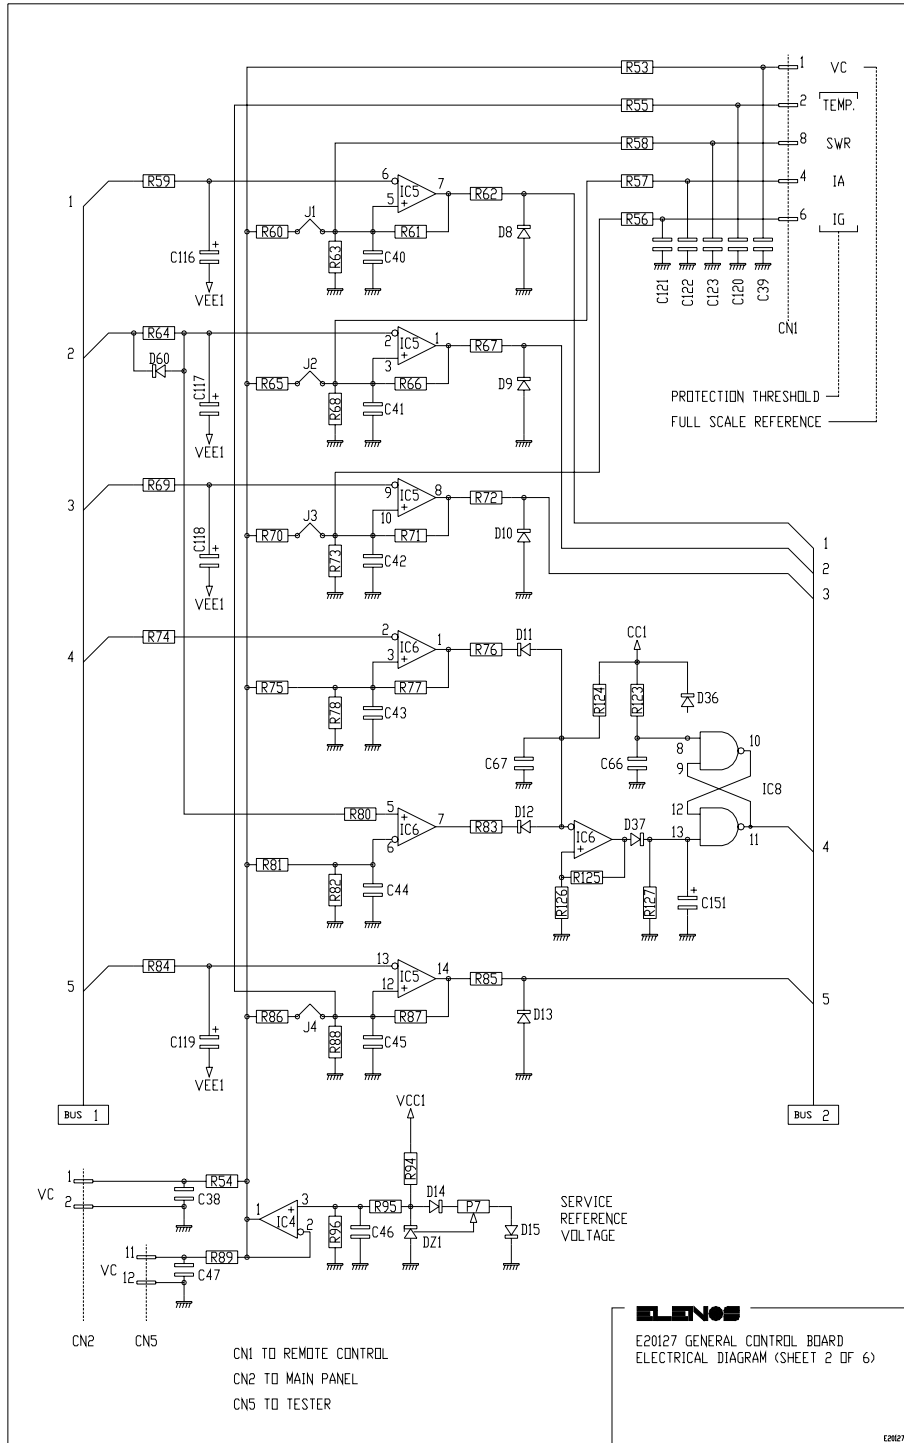 R53 1 VC
R55 2 TEMP.
R58 8 SWR
R59 6 IC5 7 R62 R57 4 IA
1 5 R56 6 IG
J1
R60 R61 D8
C116 + R63 C40
VEE1
C121 C122 C123 C120 C39
CN1
R64
2 D60 2 IC5 1 R67
3
J2
R65 R66 D9
C117 + R68 C41
PROTECTION THRESHOLD
FULL SCALE REFERENCE
VEE1
R69 9 IC5 8 R72
3 10
J3
R70 R71 D10
C118 + R73 C42
1
2
3
VEE1
R74 2 IC6 1 R76 D11 CC1
4 3
R75 R77
R78 C43 R124 R123 D36
C67 C66 8 10
9 IC8
R80 5 IC6 7 R83 D12 12
6 IC6 D37 13 11 4
R81
R82 C44 R125
R126 R127 + C151
R84 13 IC5 14 R85
5 12 5
R86 J4 R87 D13
C119 + R88 C45
VEE1
BUS 1 VCC1 BUS 2
R94
1 R54 D14
VC C38 1 IC4 3 R95 P7 SERVICE
2 2 R96 C46 DZ1 D15 REFERENCE
VOLTAGE
11 R89
VC C47
12
CN2 CN5
CN1 TO REMOTE CONTROL
CN2 TO MAIN PANEL
CN5 TO TESTER
ELENOS
E20127 GENERAL CONTROL BOARD
ELECTRICAL DIAGRAM (SHEET 2 OF 6)
E20127